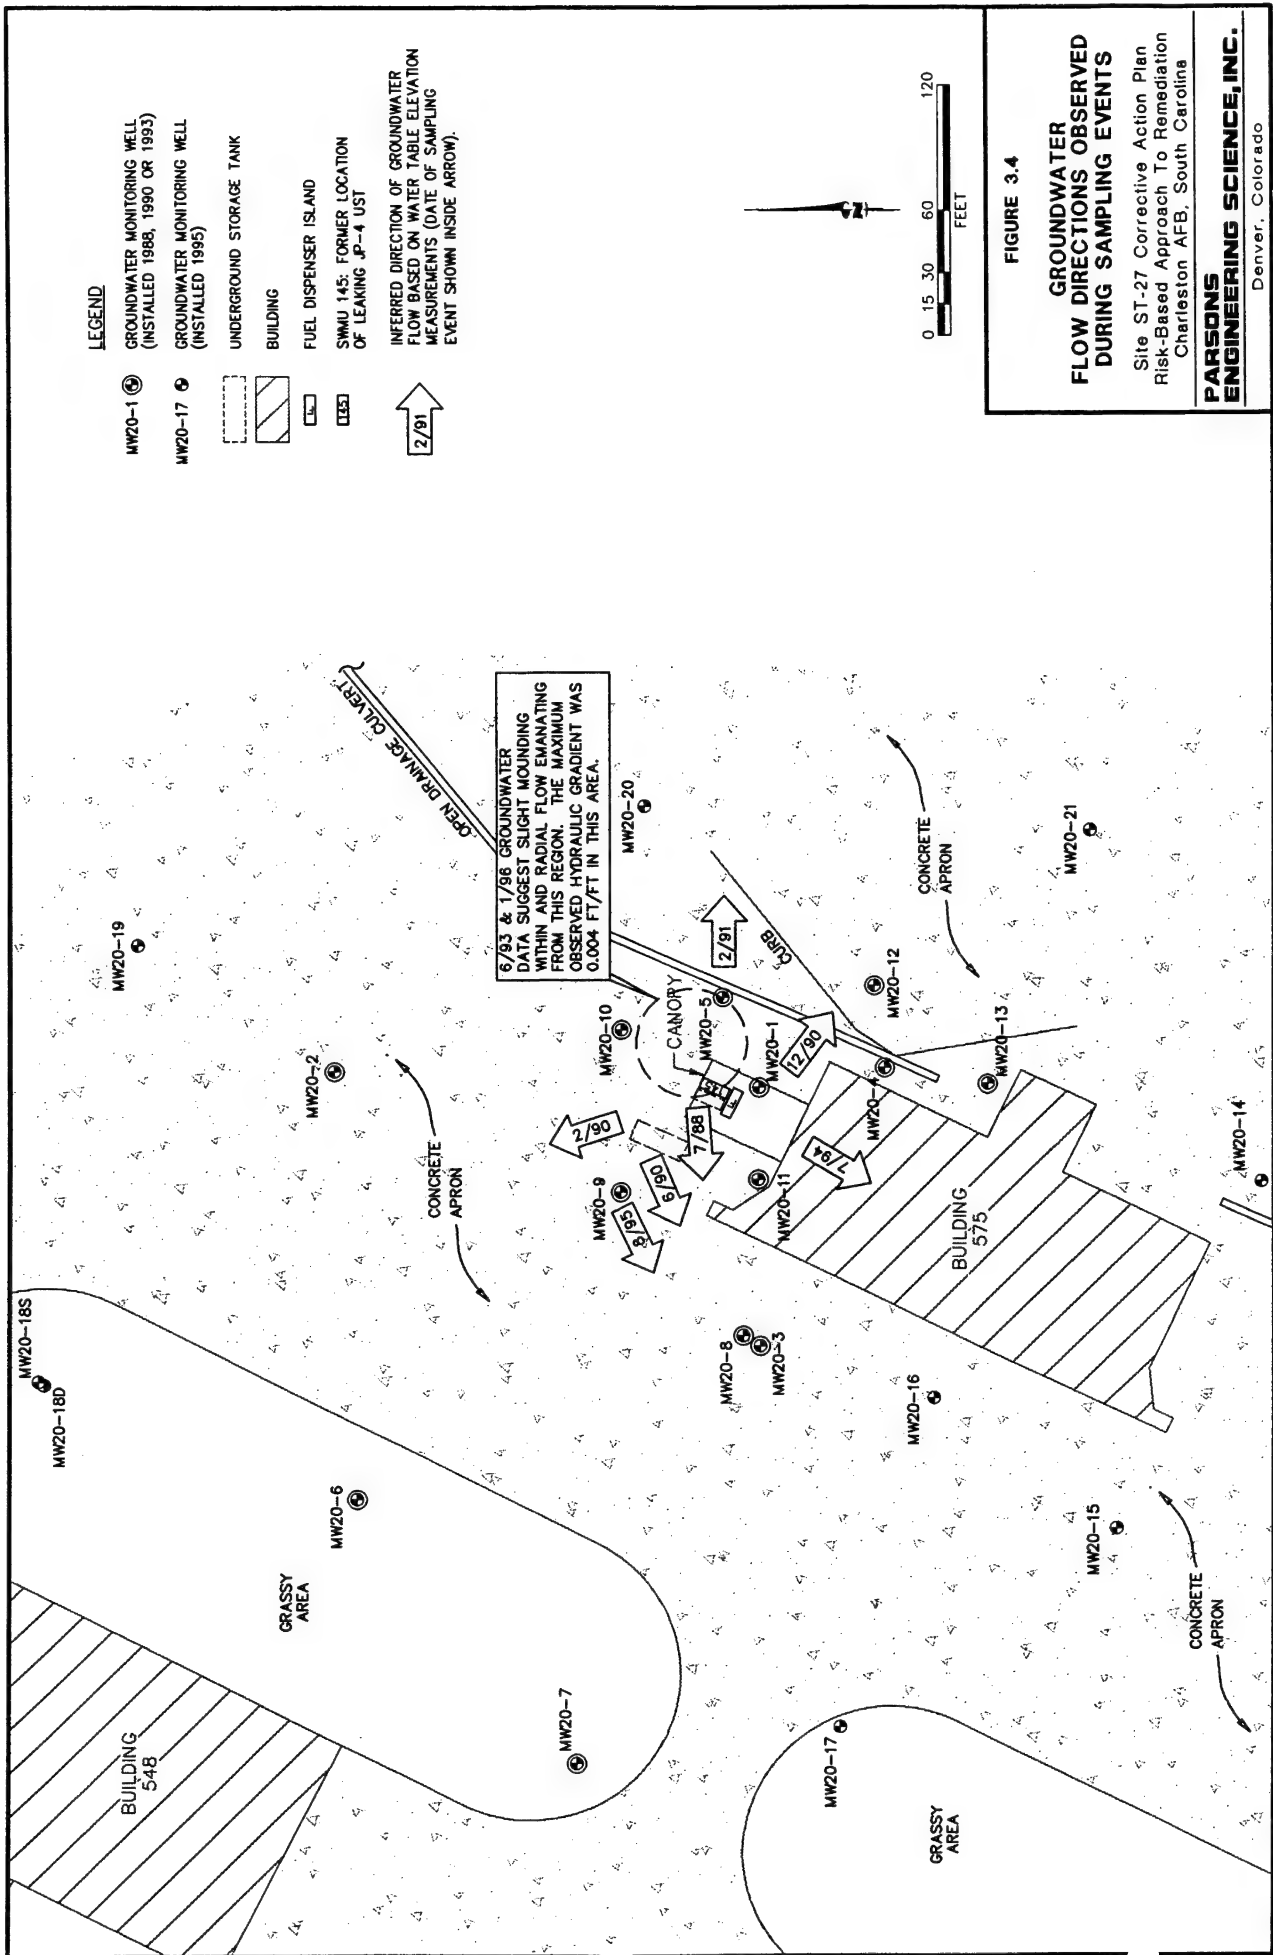 LEGEND
MW20-1
GROUNDWATER MONITORING WELL
(INSTALLED 1988, 1990 OR 1993)
MW20-17
GROUNDWATER MONITORING WELL
(INSTALLED 1995)
UNDERGROUND STORAGE TANK
BUILDING
FUEL DISPENSER ISLAND
145
SWMU 145: FORMER LOCATION
OF LEAKING JP-4 UST
2/91
INFERRED DIRECTION OF GROUNDWATER
FLOW BASED ON WATER TABLE ELEVATION
MEASUREMENTS (DATE OF SAMPLING
EVENT SHOWN INSIDE ARROW).
N
0 15 30 60 120
FEET
FIGURE 3.4
GROUNDWATER
FLOW DIRECTIONS OBSERVED
DURING SAMPLING EVENTS
Site ST-27 Corrective Action Plan
Risk-Based Approach To Remediation
Charleston AFB, South Carolina
PARSONS
ENGINEERING SCIENCE, INC.
Denver, Colorado
BUILDING
548
GRASSY
AREA
MW20-18S
MW20-18D
MW20-6
MW20-7
MW20-19
MW20-2
CONCRETE
APRON
OPEN DRAINAGE CULVERT
6/93 & 1/96 GROUNDWATER
DATA SUGGEST SLIGHT MOUNDING
WITHIN AND RADIAL FLOW EMANATING
FROM THIS REGION. THE MAXIMUM
OBSERVED HYDRAULIC GRADIENT WAS
0.004 FT/FT IN THIS AREA.
MW20-20
MW20-10
MW20-9
2/90
8/95
6/90
7/88
CANORY
MW20-5
145
MW20-1
12/90
2/91
CURB
MW20-11
7/94
MW20-4
MW20-12
MW20-13
MW20-8
MW20-3
MW20-16
BUILDING
575
CONCRETE
APRON
MW20-21
MW20-14
MW20-17
GRASSY
AREA
MW20-15
CONCRETE
APRON